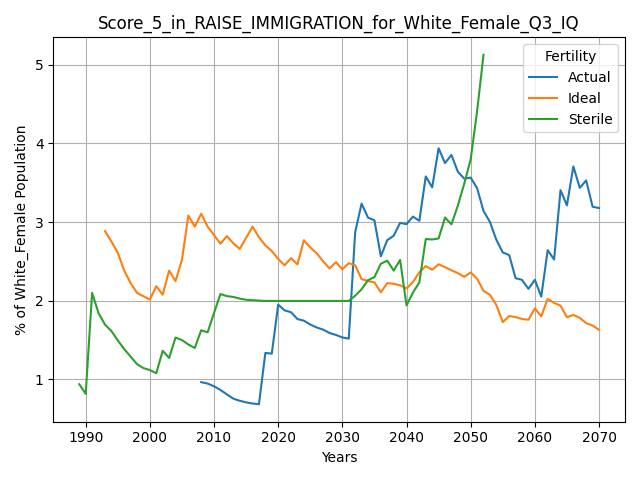 Score_5_in_RAISE_IMMIGRATION_for_White_Female_Q3_IQ
Fertility
Actual
Ideal
Sterile
% of White_Female Population
5
4
3
2
1
1990 2000 2010 2020 2030 2040 2050 2060 2070
Years